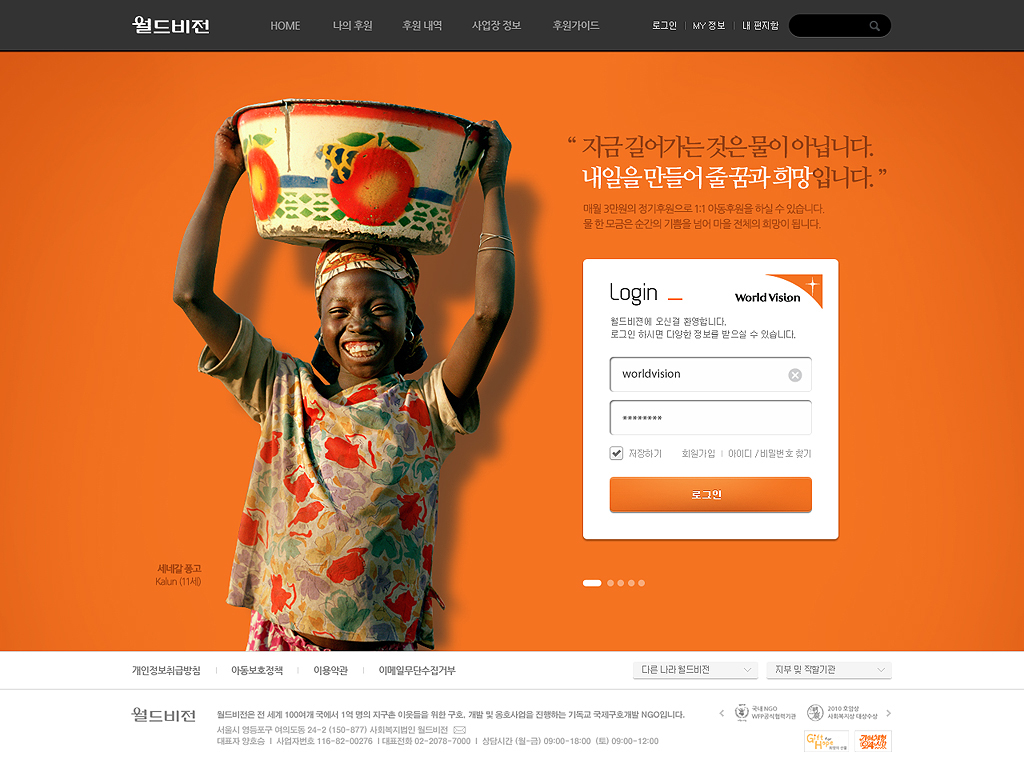 월드비전 HOME 나의 후원 후원 내역 사업장 정보 후원가이드 로그인 MY 정보 내 편지함
“ 지금 길어가는 것은 물이 아닙니다.
내일을 만들어 줄 꿈과 희망입니다. ”
매월 3만원의 정기후원으로 1:1 아동후원을 하실 수 있습니다.
물 한 모금은 순간의 기쁨을 넘어 마을 전체의 희망이 됩니다.
Login
World Vision
월드비젼에 오신걸 환영합니다.
로그인 하시면 다양한 정보를 받으실 수 있습니다.
worldvision
********
저장하기 회원가입 | 아이디 / 비밀번호 찾기
로그인
세네갈 퐁고
Kalun (11세)
개인정보취급방침 아동보호정책 이용약관 이메일무단수집거부 다른 나라 월드비전 지부 및 직할기관
월드비전
월드비전은 전 세계 100여개 국에서 1억 명의 지구촌 이웃들을 위한 구호, 개발 및 옹호사업을 진행하는 기독교 국제구호개발 NGO입니다.
서울시 영등포구 여의도동 24-2 (150-877) 사회복지법인 월드비전
대표자 양호승 | 사업자번호 116-82-00276 | 대표전화 02-2078-7000 | 상담시간 (월-금) 09:00-18:00 (토) 09:00-12:00
국내 NGO
WFP공식협력기관
2010 호암상
사회복지상 대상수상
Gift for
Hope